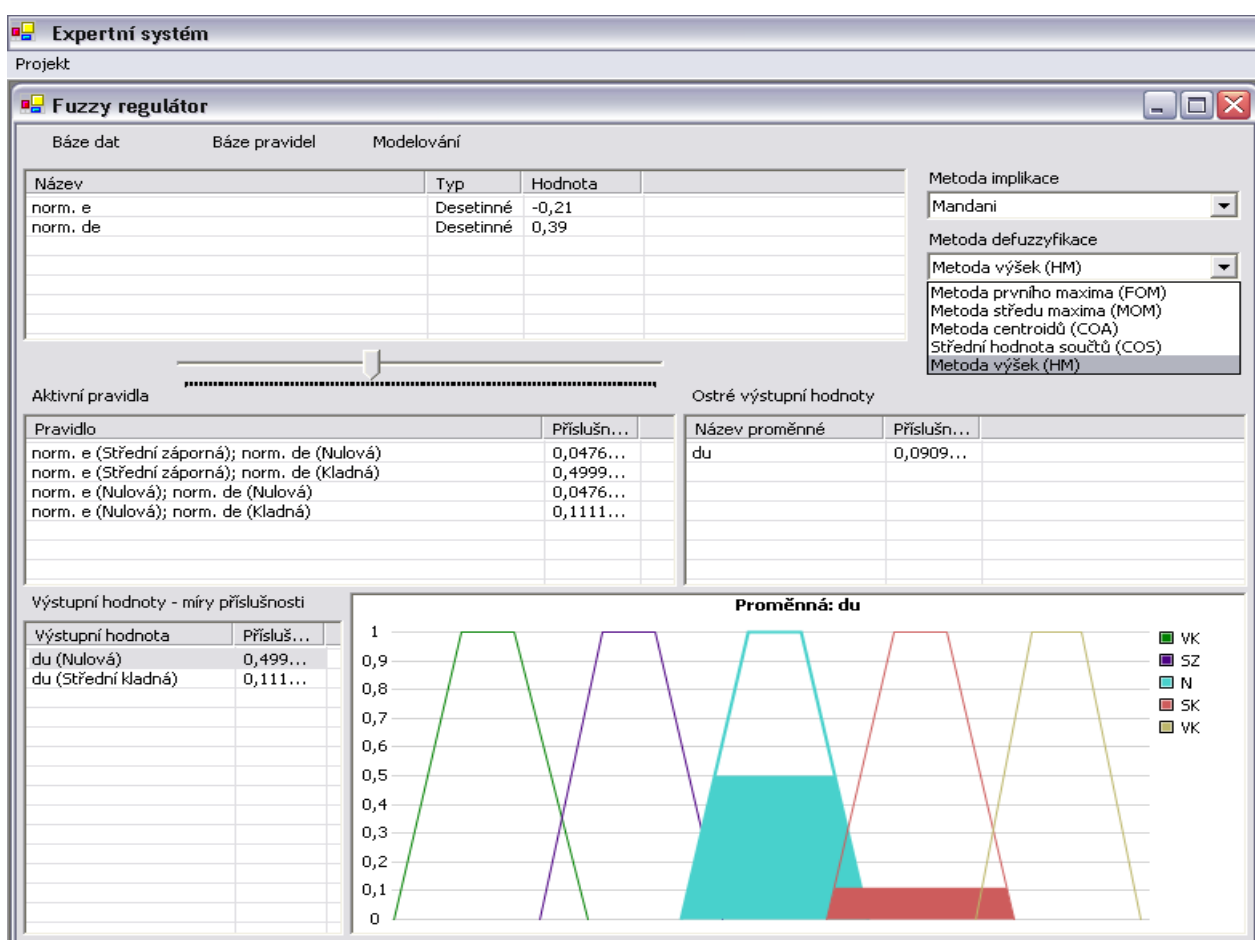 Expertní systém
Projekt
Fuzzy regulátor
Báze dat Báze pravidel Modelování
Název Typ Hodnota
norm. e Desetinné -0,21
norm. de Desetinné 0,39
Metoda implikace
Mandani
Metoda defuzzyfikace
Metoda výšek (HM)
Metoda prvního maxima (FOM)
Metoda středu maxima (MOM)
Metoda centroidů (COA)
Střední hodnota součtů (COS)
Metoda výšek (HM)
Aktivní pravidla
Pravidlo Příslušn...
norm. e (Střední záporná); norm. de (Nulová) 0,0476...
norm. e (Střední záporná); norm. de (Kladná) 0,4999...
norm. e (Nulová); norm. de (Nulová) 0,0476...
norm. e (Nulová); norm. de (Kladná) 0,1111...
Ostré výstupní hodnoty
Název proměnné Příslušn...
du 0,0909...
Výstupní hodnoty - míry příslušnosti
Výstupní hodnota Přísluš...
du (Nulová) 0,499...
du (Střední kladná) 0,111...
Proměnná: du
1
0,9
0,8
0,7
0,6
0,5
0,4
0,3
0,2
0,1
0
VK
SZ
N
SK
VK